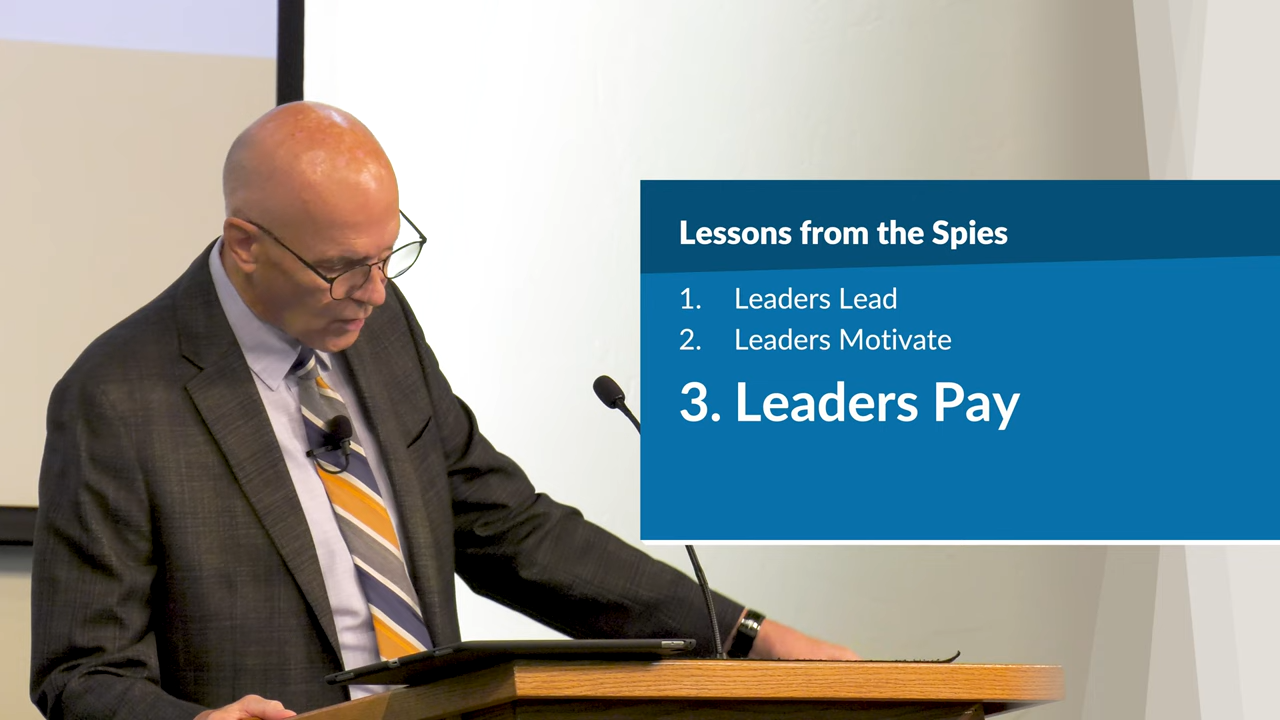 Lessons from the Spies
1. Leaders Lead
2. Leaders Motivate
3. Leaders Pay